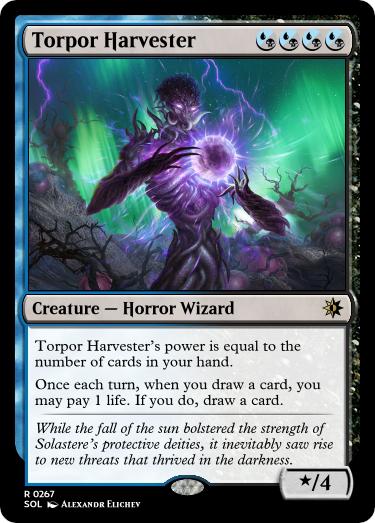 Torpor Harvester
Creature — Horror Wizard
Torpor Harvester's power is equal to the
number of cards in your hand.
Once each turn, when you draw a card, you
may pay 1 life. If you do, draw a card.
While the fall of the sun bolstered the strength of
Solastere's protective deities, it inevitably saw rise
to new threats that thrived in the darkness.
★/4
R 0267
SOL Alexandr Elichev